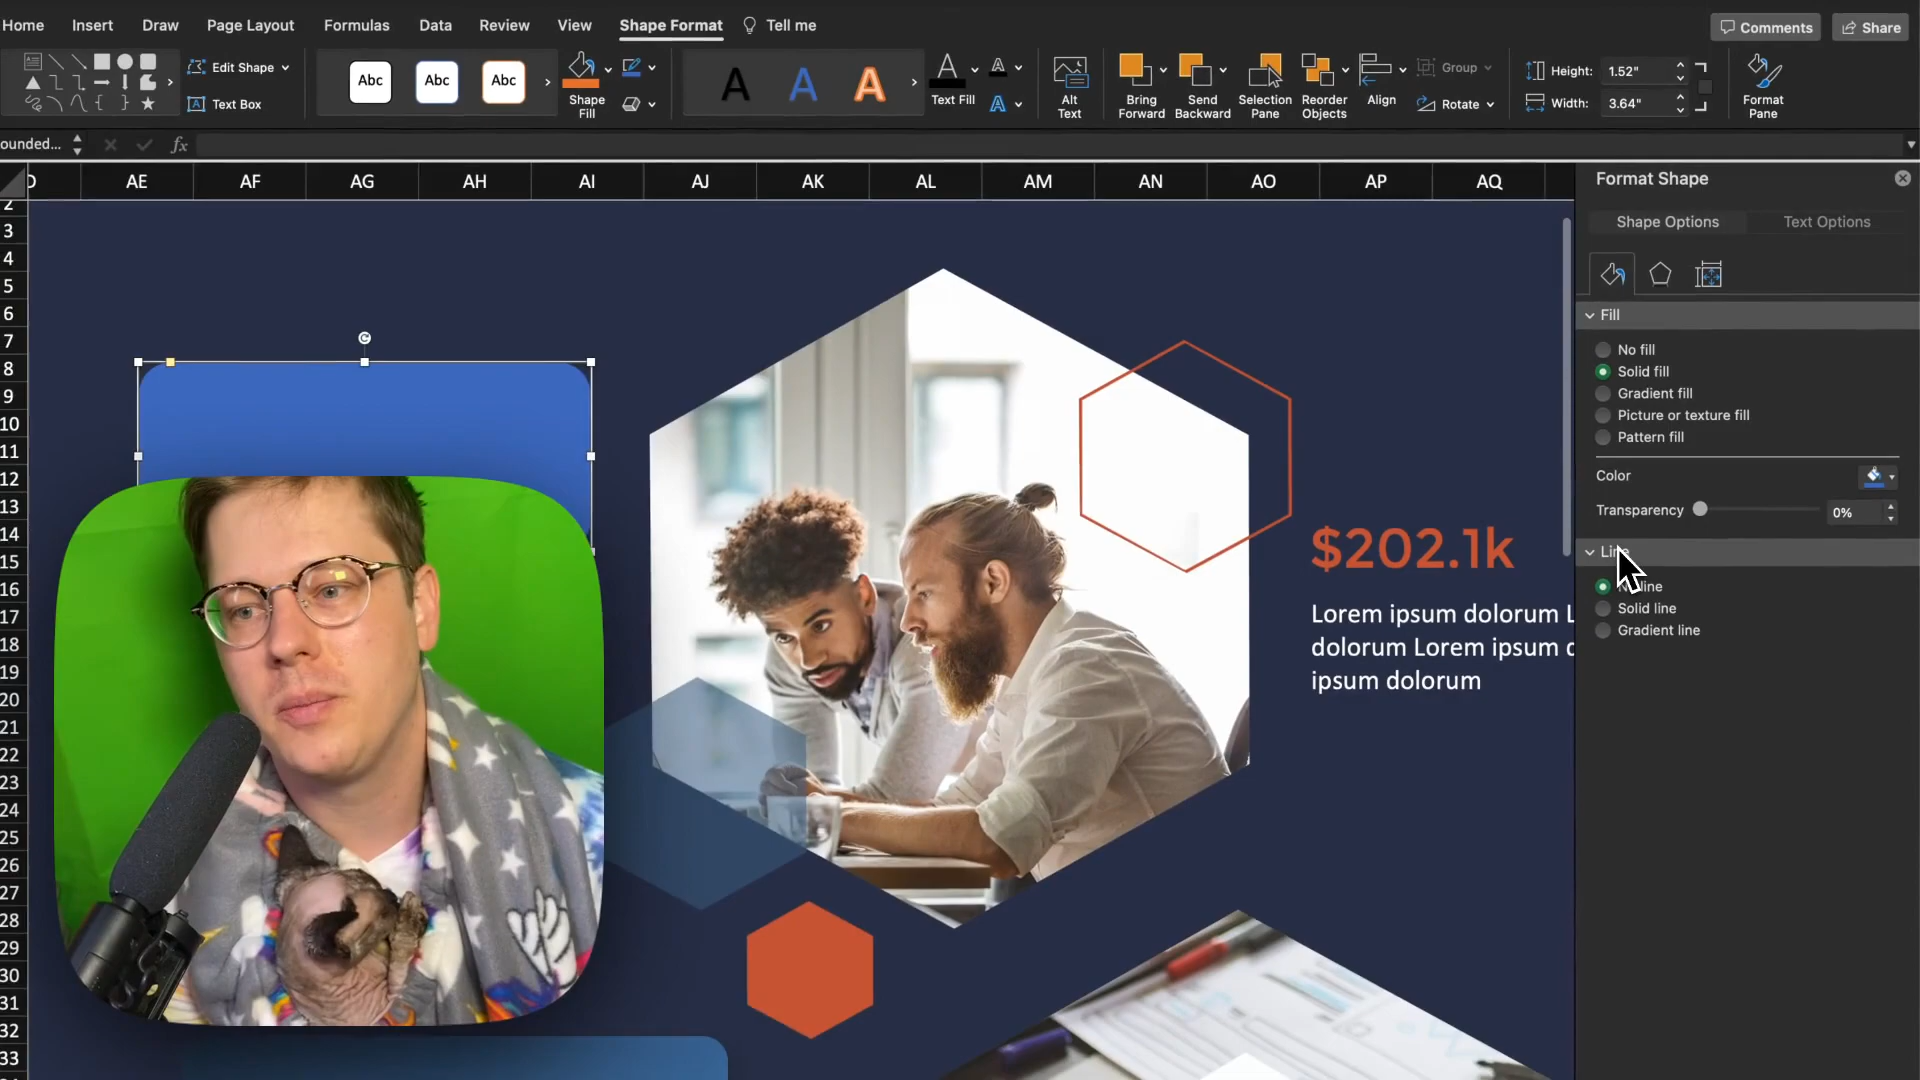 Home Insert Draw Page Layout Formulas Data Review View Shape Format Tell me Comments Share
Edit Shape
Text Box
Abc Abc Abc
Shape Fill
A A A
Text Fill
Alt Text
Bring Forward
Send Backward
Selection Pane
Reorder Objects
Align
Group
Rotate
Height: 1.52"
Width: 3.64"
Format Pane
ounded... fx
AE AF AG AH AI AJ AK AL AM AN AO AP AQ
2
3
4
5
6
7
8
9
10
11
12
13
14
15
16
17
18
19
20
21
22
23
24
25
26
27
28
29
30
31
32
33
$202.1k
Lorem ipsum dolorum L
dolorum Lorem ipsum d
ipsum dolorum
Format Shape
Shape Options Text Options
Fill
No fill
Solid fill
Gradient fill
Picture or texture fill
Pattern fill
Color
Transparency 0%
Line
line
Solid line
Gradient line